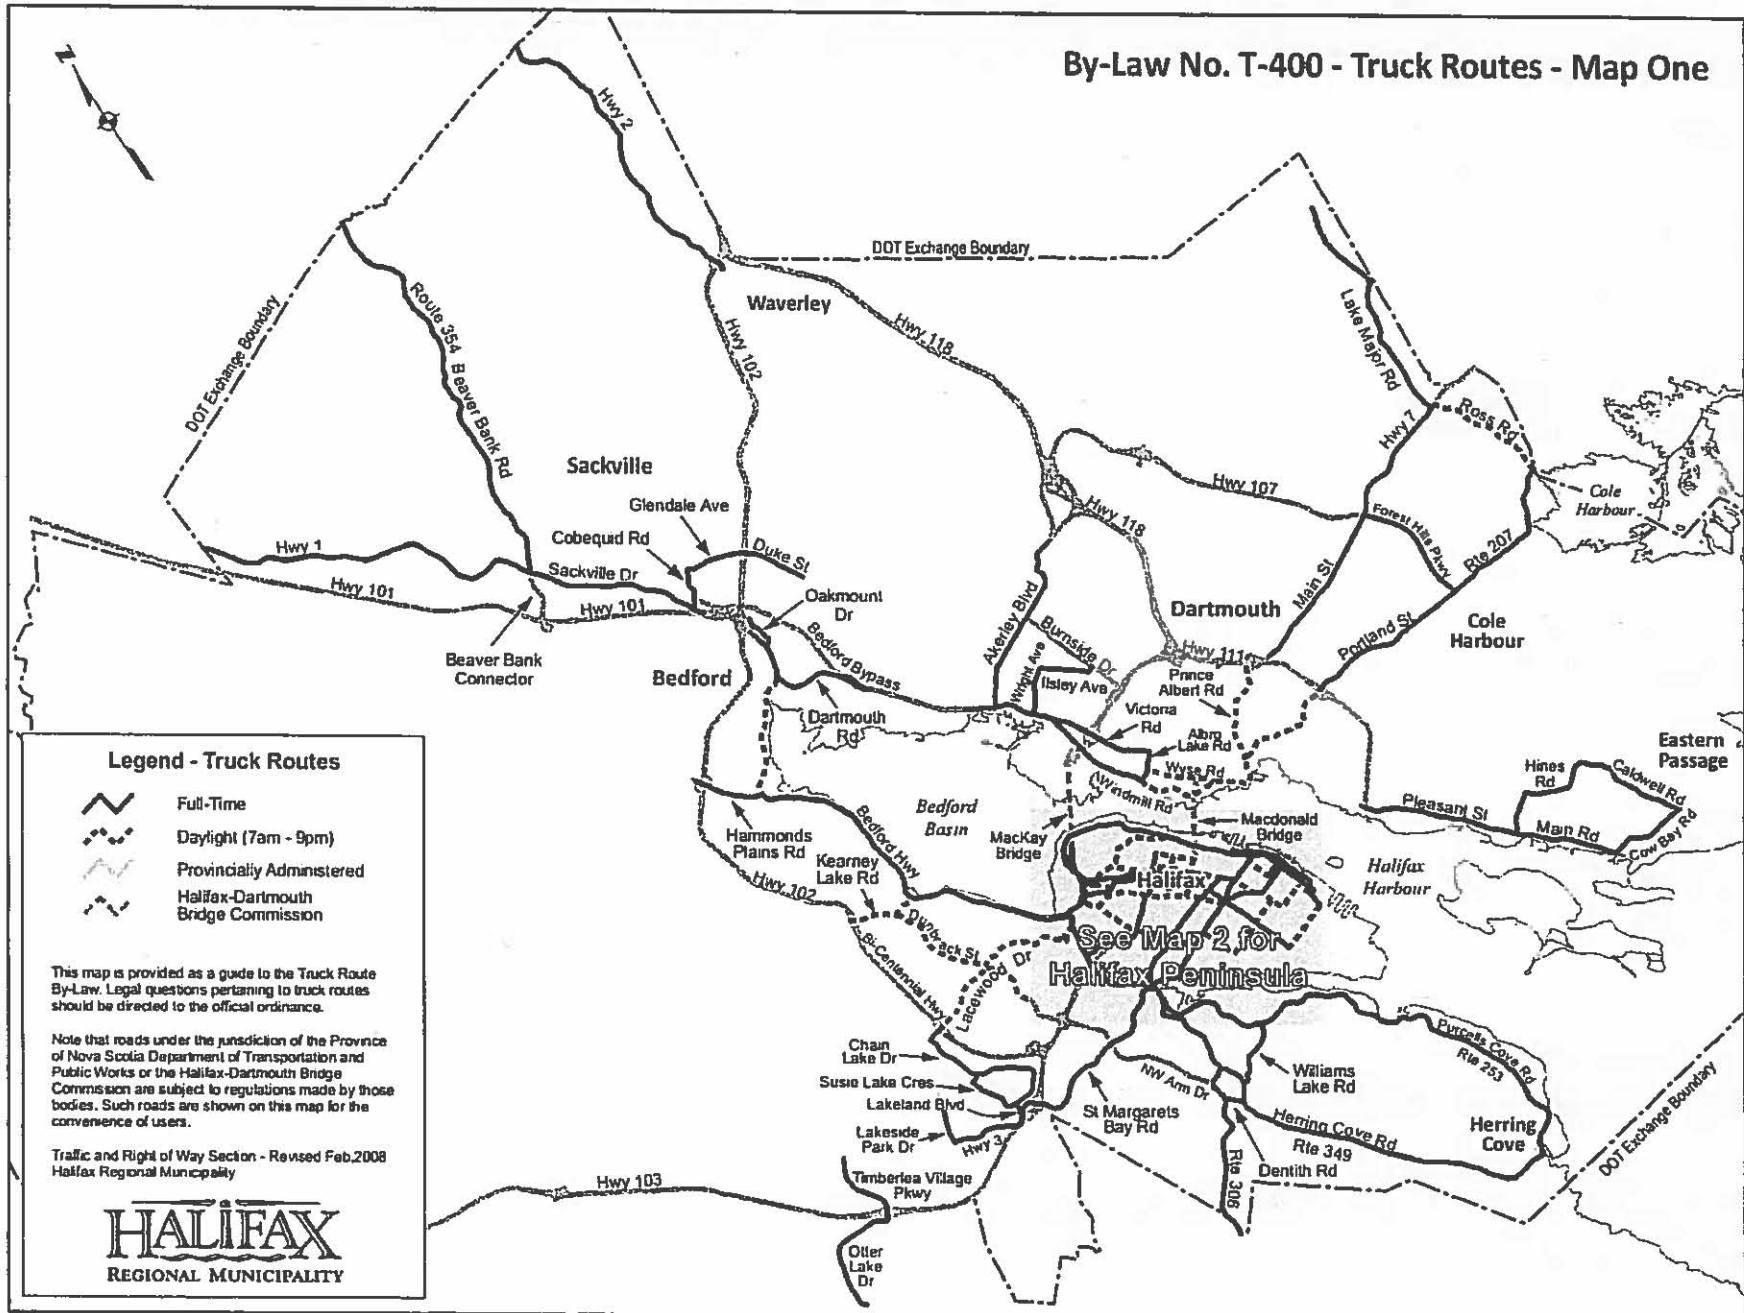 By-Law No. T-400 - Truck Routes - Map One
N
Hwy 2
DOT Exchange Boundary
Waverley
Route 354 Beaver Bank Rd
DOT Exchange Boundary
Hwy 102
Hwy 118
Lake Major Rd
Ross Rd
Hwy 7
Sackville
Glendale Ave
Cobequid Rd
Duke St
Hwy 107
Hwy 118
Forest Hills Pkwy
Rte 207
Cole
Harbour
Hwy 1
Sackville Dr
Hwy 101
Hwy 101
Oakmount
Dr
Beaver Bank
Connector
Bedford
Bedford Bypass
Dartmouth
Rd
Akerley Blvd
Burnside Dr
Wright Ave
Ilsley Ave
Dartmouth
Main St
Portland St
Cole
Harbour
Hwy 111
Prince
Albert Rd
Victoria
Rd
Albro
Lake Rd
Wyse Rd
Windmill Rd
Eastern
Passage
Hines
Rd
Caldwell Rd
Pleasant St
Main Rd
Cow Bay Rd
Bedford
Basin
MacKay
Bridge
Macdonald
Bridge
Halifax
Harbour
Halifax
See Map 2 for
Halifax Peninsula
Hammonds
Plains Rd
Bedford Hwy
Kearney
Lake Rd
Hwy 102
Dunbrack St
Bi-Centennial Hwy
Lacewood Dr
Chain
Lake Dr
Susie Lake Cres
Lakeland Blvd
Lakeside
Park Dr
Hwy 3
St Margarets
Bay Rd
NW Arm Dr
Williams
Lake Rd
Purcells Cove Rd
Rte 253
Herring Cove Rd
Rte 349
Herring
Cove
Dentith Rd
Rte 306
DOT Exchange Boundary
Hwy 103
Timberlea Village
Pkwy
Otter
Lake
Dr
Legend - Truck Routes
Full-Time
Daylight (7am - 9pm)
Provincially Administered
Halifax-Dartmouth
Bridge Commission
This map is provided as a guide to the Truck Route
By-Law. Legal questions pertaining to truck routes
should be directed to the official ordinance.
Note that roads under the jurisdiction of the Province
of Nova Scotia Department of Transportation and
Public Works or the Halifax-Dartmouth Bridge
Commission are subject to regulations made by those
bodies. Such roads are shown on this map for the
convenience of users.
Traffic and Right of Way Section - Revised Feb,2008
Halifax Regional Municipality
HALIFAX
REGIONAL MUNICIPALITY